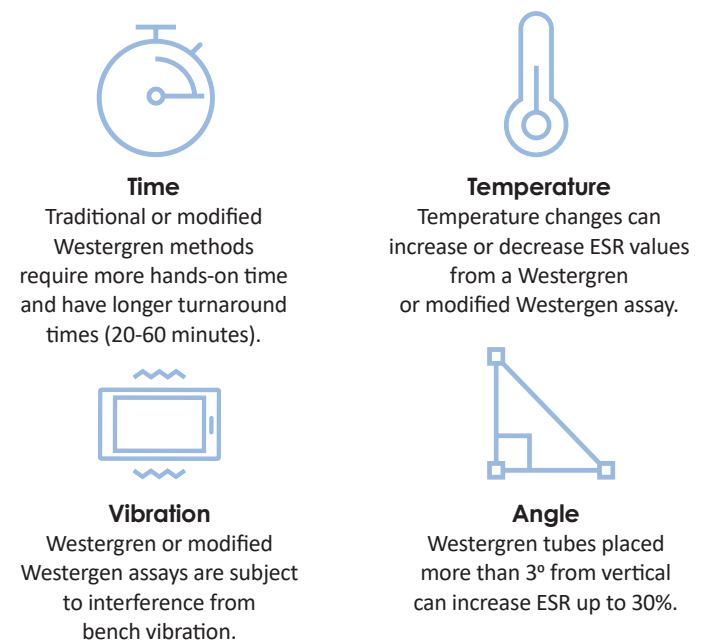 Time
Traditional or modified
Westergren methods
require more hands-on time
and have longer turnaround
times (20-60 minutes).
Temperature
Temperature changes can
increase or decrease ESR values
from a Westergren
or modified Westergen assay.
Vibration
Westergren or modified
Westergen assays are subject
to interference from
bench vibration.
Angle
Westergren tubes placed
more than 3º from vertical
can increase ESR up to 30%.